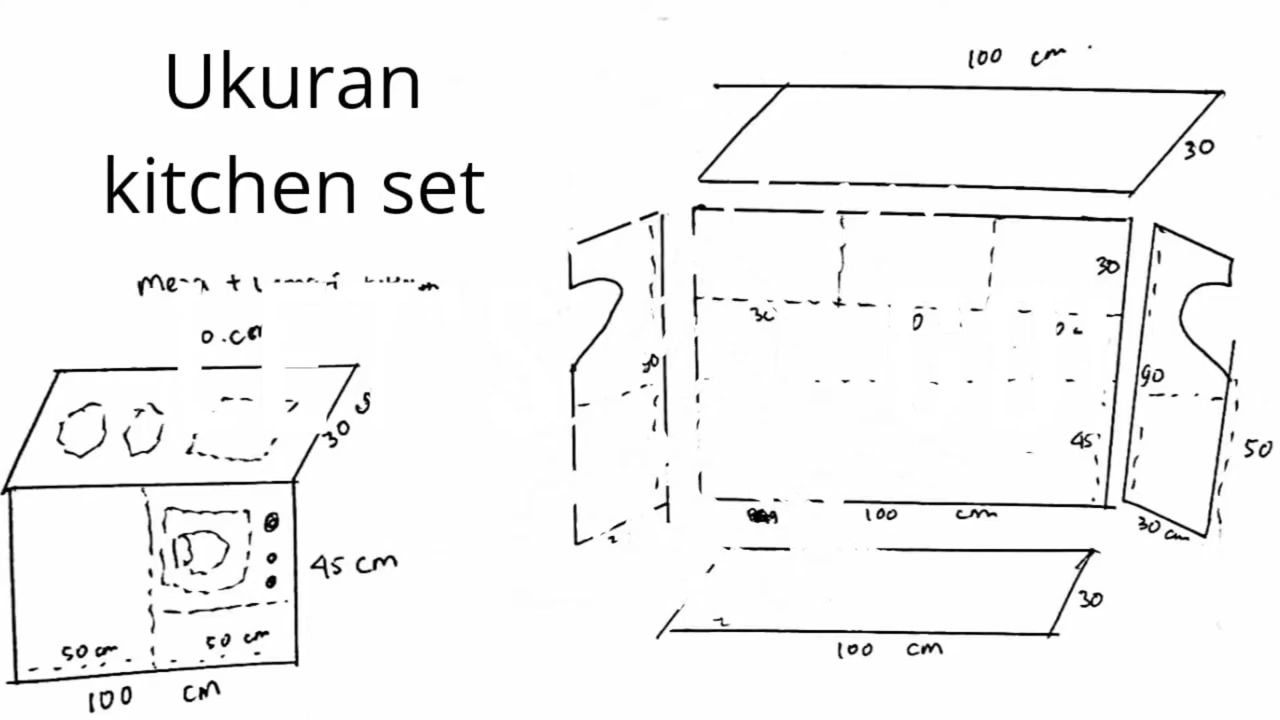 Ukuran
kitchen set
100 cm
30
30
30
90
45
50
100 cm
30 cm
30
100 cm
30
45 cm
50 cm
50 cm
100 cm